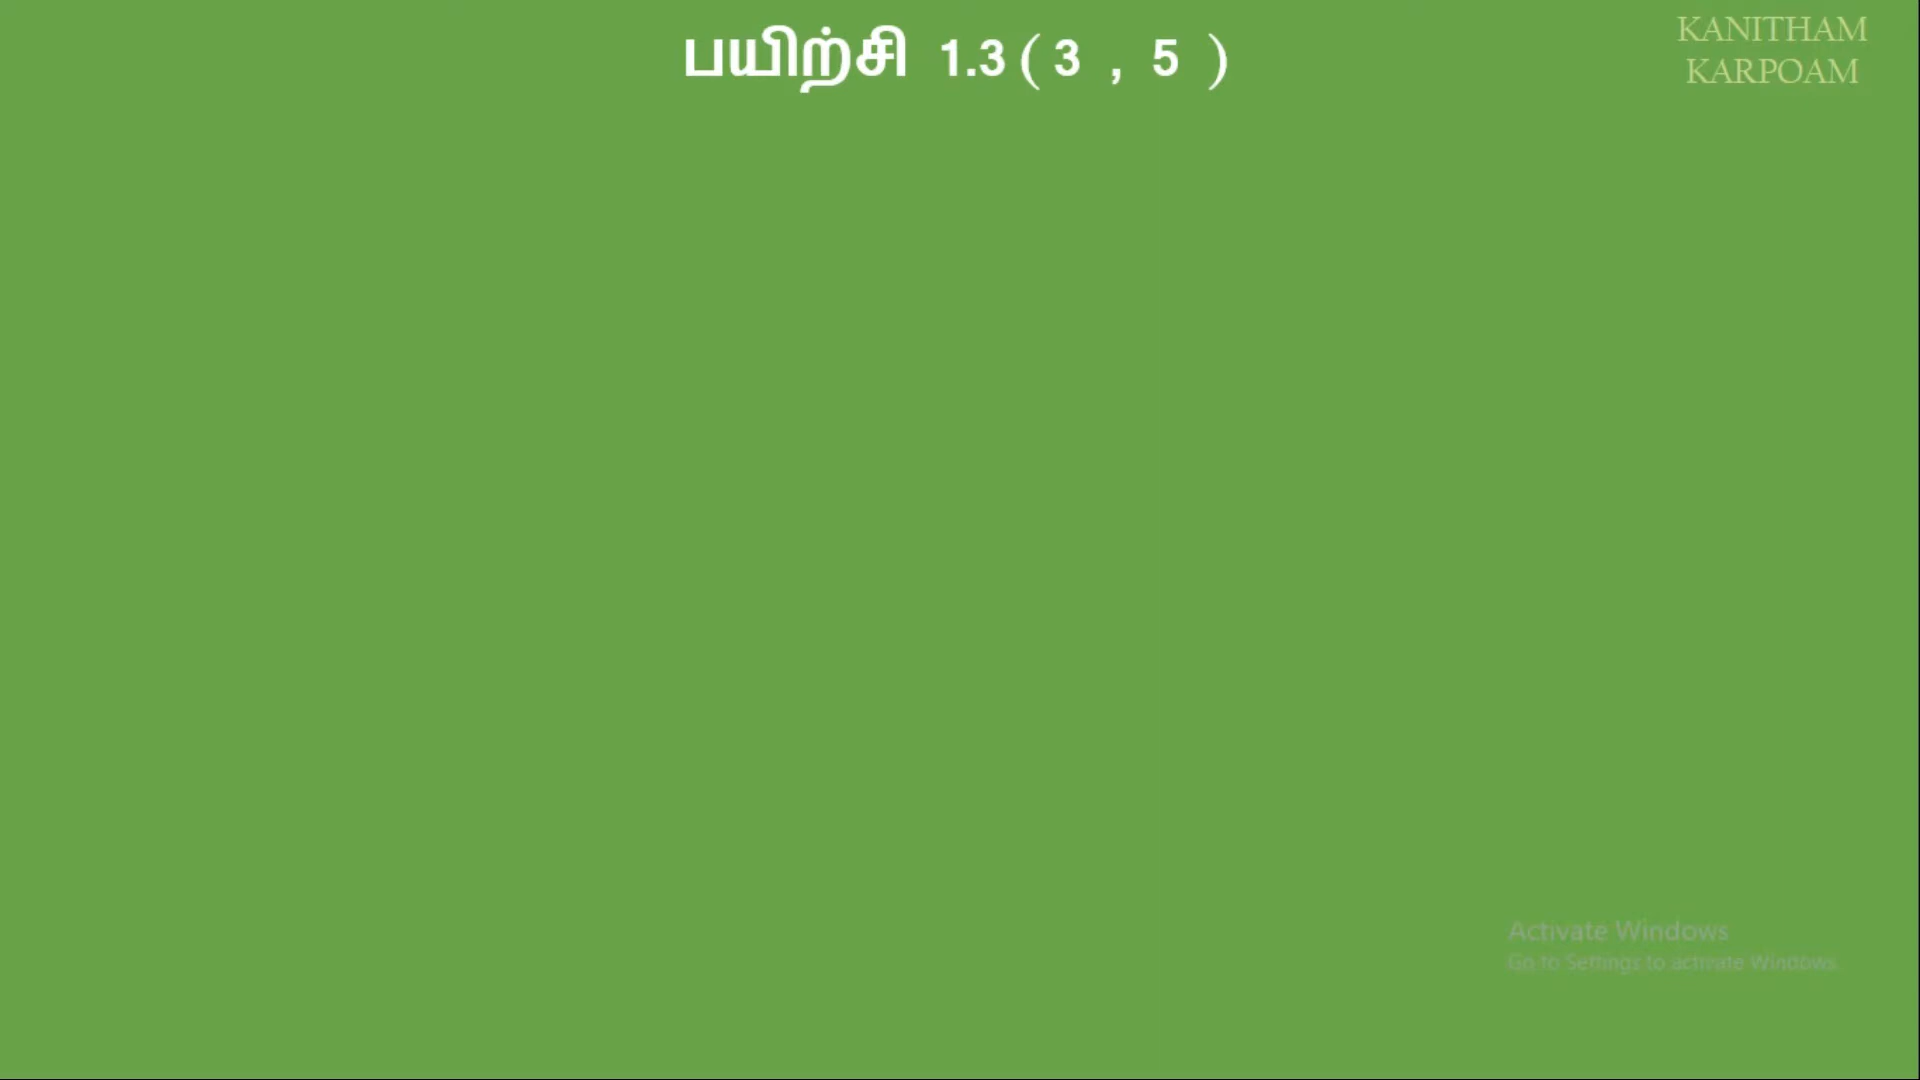 பயிற்சி 1.3 ( 3 , 5 )
KANITHAM
KARPOAM
Activate Windows
Go to Settings to activate Windows.